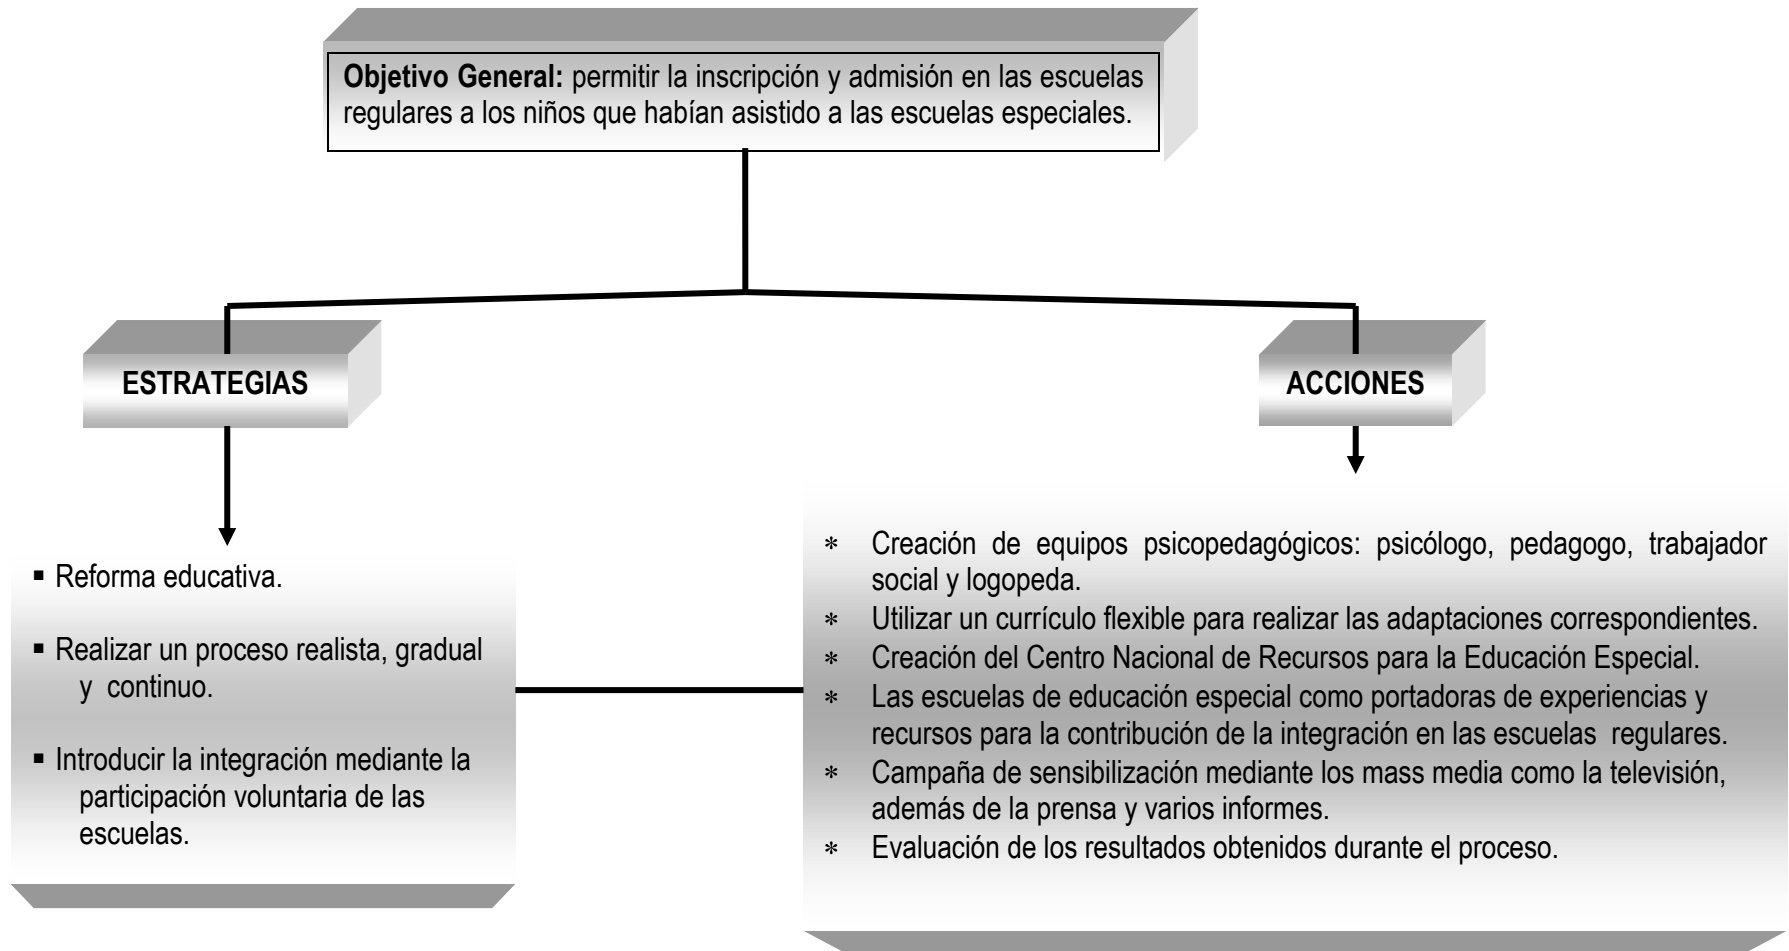 Objetivo General: permitir la inscripción y admisión en las escuelas
regulares a los niños que habían asistido a las escuelas especiales.
ESTRATEGIAS
ACCIONES
▪ Reforma educativa.
▪ Realizar un proceso realista, gradual
y continuo.
▪ Introducir la integración mediante la
participación voluntaria de las
escuelas.
* Creación de equipos psicopedagógicos: psicólogo, pedagogo, trabajador
social y logopeda.
* Utilizar un currículo flexible para realizar las adaptaciones correspondientes.
* Creación del Centro Nacional de Recursos para la Educación Especial.
* Las escuelas de educación especial como portadoras de experiencias y
recursos para la contribución de la integración en las escuelas regulares.
* Campaña de sensibilización mediante los mass media como la televisión,
además de la prensa y varios informes.
* Evaluación de los resultados obtenidos durante el proceso.